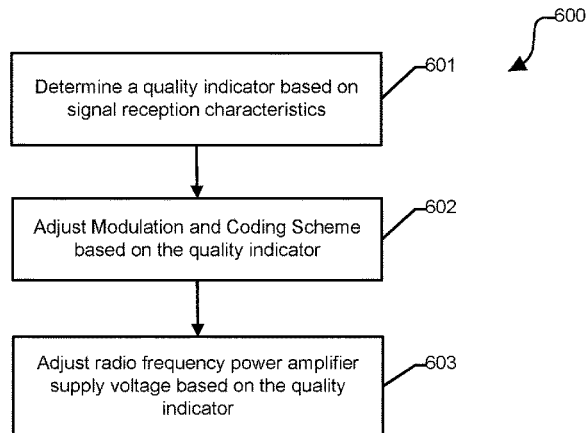 600
Determine a quality indicator based on
signal reception characteristics
601
Adjust Modulation and Coding Scheme
based on the quality indicator
602
Adjust radio frequency power amplifier
supply voltage based on the quality
indicator
603